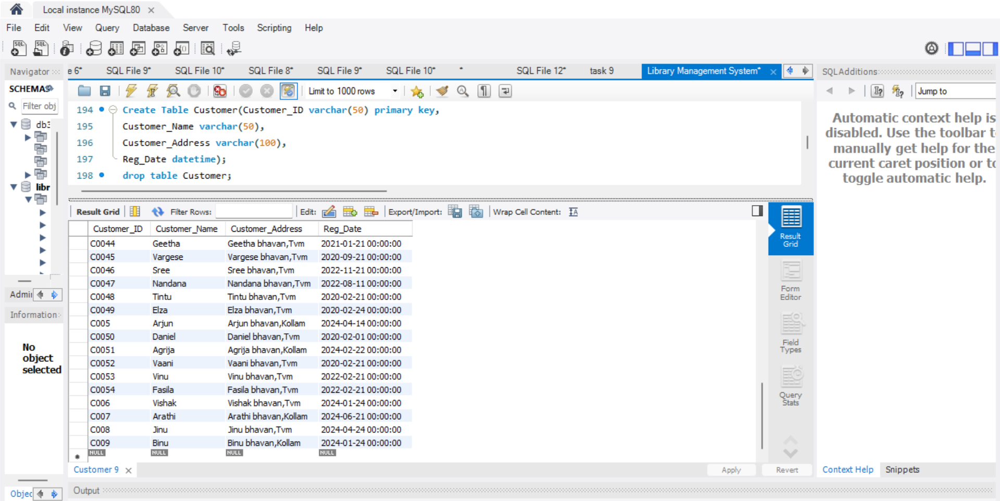 Local instance MySQL80
File Edit View Query Database Server Tools Scripting Help
Navigator
e 6* SQL File 9* SQL File 10* SQL File 8* SQL File 9* SQL File 10* * SQL File 12* task 9 Library Management System*
SQLAdditions
SCHEMAS
Limit to 1000 rows
Jump to
Filter obj
194 Create Table Customer(Customer_ID varchar(50) primary key,
195 Customer_Name varchar(50),
196 Customer_Address varchar(100),
197 Reg_Date datetime);
198 drop table Customer;
db3
libr
Automatic context help is
disabled. Use the toolbar t
manually get help for the
current caret position or to
toggle automatic help.
Result Grid Filter Rows: Edit: Export/Import: Wrap Cell Content:
Customer_ID Customer_Name Customer_Address Reg_Date
C0044 Geetha Geetha bhavan,Tvm 2021-01-21 00:00:00
C0045 Vargese Vargese bhavan,Tvm 2020-09-21 00:00:00
C0046 Sree Sree bhavan,Tvm 2022-11-21 00:00:00
C0047 Nandana Nandana bhavan,Tvm 2022-08-11 00:00:00
C0048 Tintu Tintu bhavan,Tvm 2020-02-21 00:00:00
C0049 Elza Elza bhavan,Tvm 2020-02-24 00:00:00
C005 Arjun Arjun bhavan,Kollam 2024-04-14 00:00:00
C0050 Daniel Daniel bhavan,Tvm 2020-02-01 00:00:00
C0051 Agrija Agrija bhavan,Kollam 2024-02-22 00:00:00
C0052 Vaani Vaani bhavan,Tvm 2020-02-21 00:00:00
C0053 Vinu Vinu bhavan,Tvm 2022-02-21 00:00:00
C0054 Fasila Fasila bhavan,Tvm 2022-02-21 00:00:00
C006 Vishak Vishak bhavan,Tvm 2024-01-24 00:00:00
C007 Arathi Arathi bhavan,Kollam 2024-06-21 00:00:00
C008 Jinu Jinu bhavan,Tvm 2024-04-24 00:00:00
C009 Binu Binu bhavan,Kollam 2024-01-24 00:00:00
NULL NULL NULL NULL
Result
Grid
Form
Editor
Field
Types
Query
Stats
Admi
Information
No
object
selected
Customer 9
Apply Revert
Context Help Snippets
Objec
Output